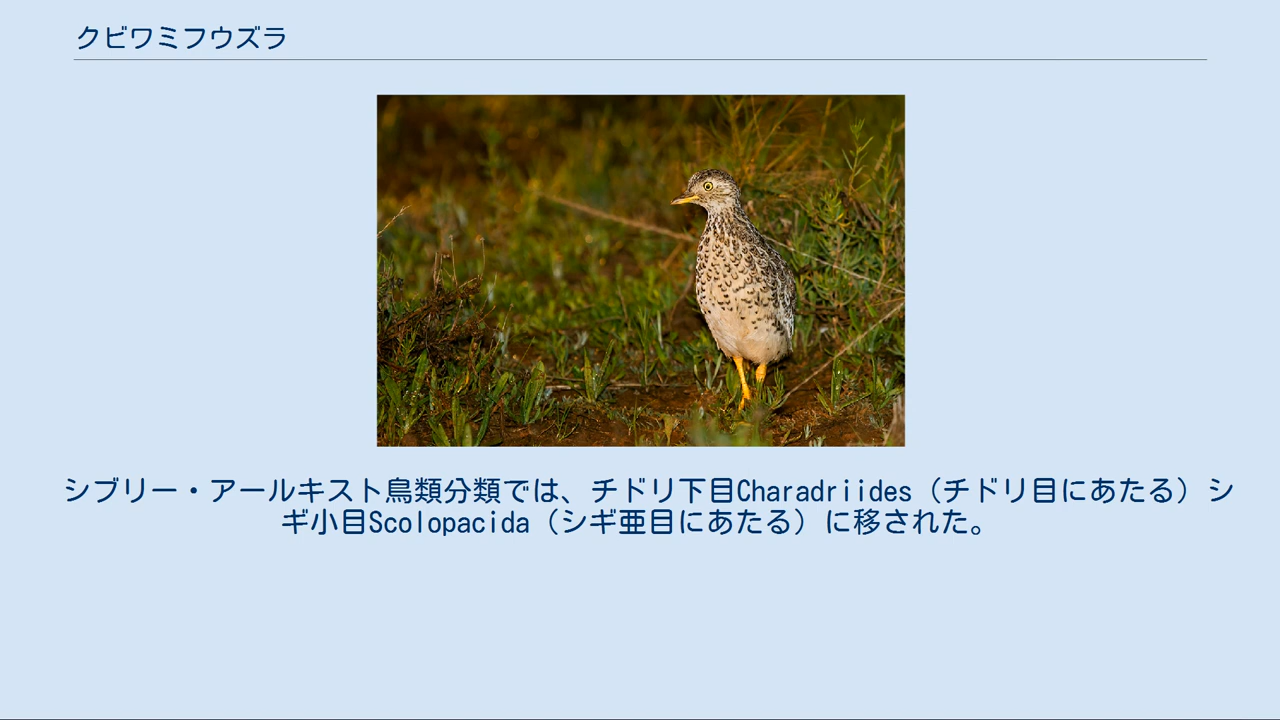 クビワミフウズラ
シブリー・アールキスト鳥類分類では、チドリ下目Charadriides（チドリ目にあたる）シ
ギ小目Scolopacida（シギ亜目にあたる）に移された。